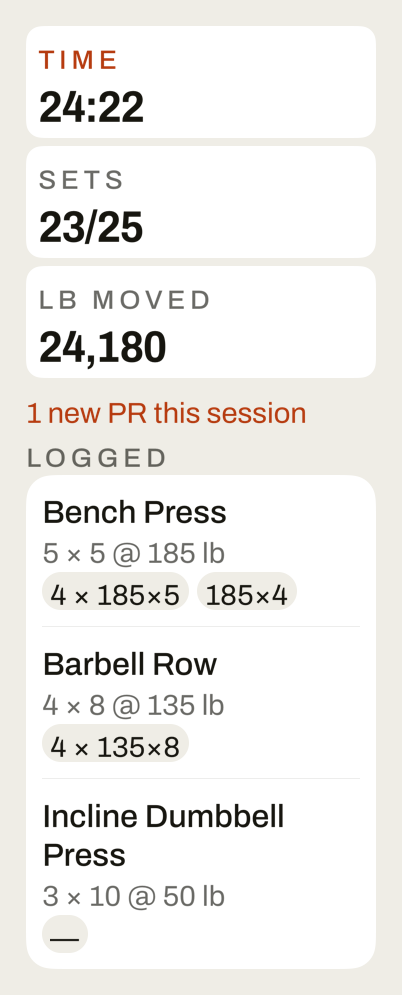 TIME
24:22
SETS
23/25
LB MOVED
24,180
1 new PR this session
LOGGED
Bench Press
5 × 5 @ 185 lb
4 × 185×5 185×4
Barbell Row
4 × 8 @ 135 lb
4 × 135×8
Incline Dumbbell
Press
3 × 10 @ 50 lb
—